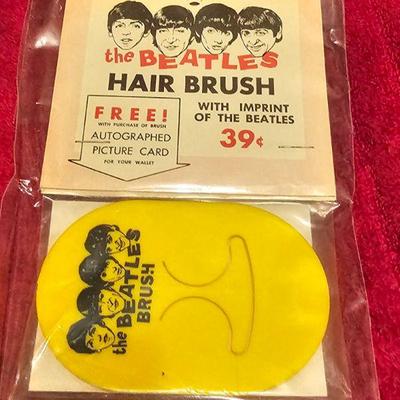 the BEATLES
HAIR BRUSH
FREE!
WITH PURCHASE OF BRUSH
AUTOGRAPHED
PICTURE CARD
FOR YOUR WALLET
WITH IMPRINT
OF THE BEATLES
39¢
the BEATLES
BRUSH